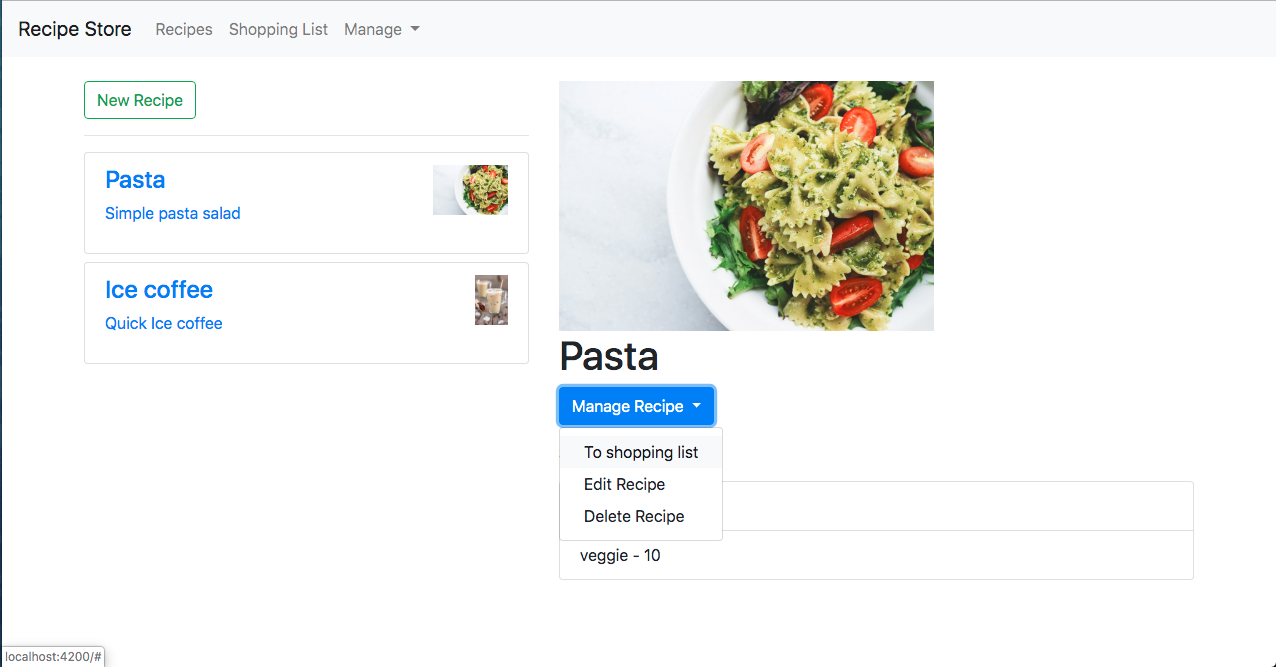 Recipe Store Recipes Shopping List Manage
New Recipe
Pasta
Simple pasta salad
Ice coffee
Quick Ice coffee
Pasta
Manage Recipe
To shopping list
Edit Recipe
Delete Recipe
veggie - 10
localhost:4200/#